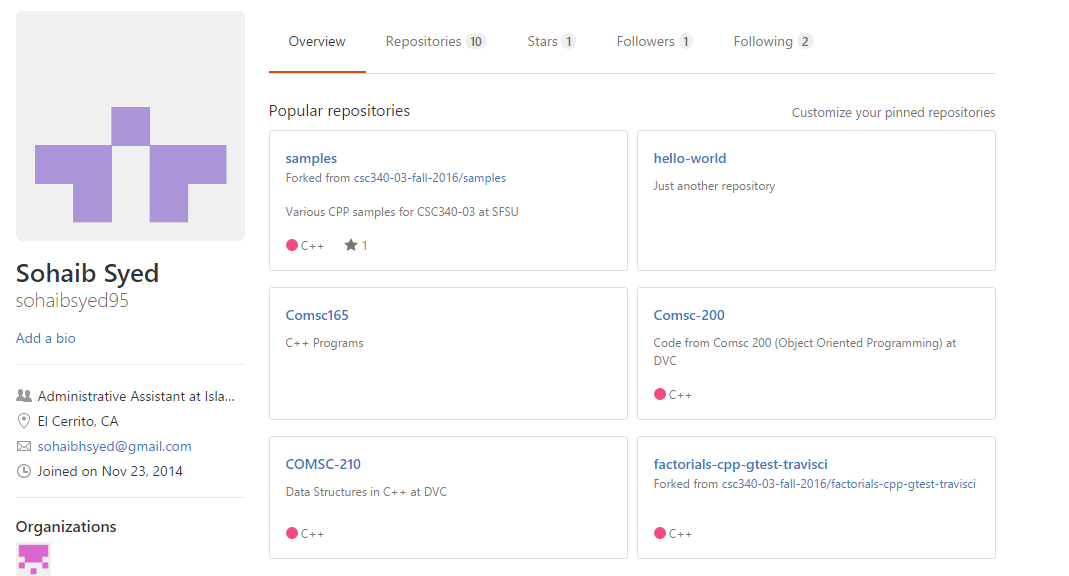 Overview Repositories 10 Stars 1 Followers 1 Following 2
Popular repositories
Customize your pinned repositories
samples
Forked from csc340-03-fall-2016/samples
Various CPP samples for CSC340-03 at SFSU
C++ 1
hello-world
Just another repository
Comsc165
C++ Programs
Comsc-200
Code from Comsc 200 (Object Oriented Programming) at
DVC
C++
COMSC-210
Data Structures in C++ at DVC
C++
factorials-cpp-gtest-travisci
Forked from csc340-03-fall-2016/factorials-cpp-gtest-travisci
C++
Sohaib Syed
sohaibsyed95
Add a bio
Administrative Assistant at Isla...
El Cerrito, CA
sohaibhsyed@gmail.com
Joined on Nov 23, 2014
Organizations